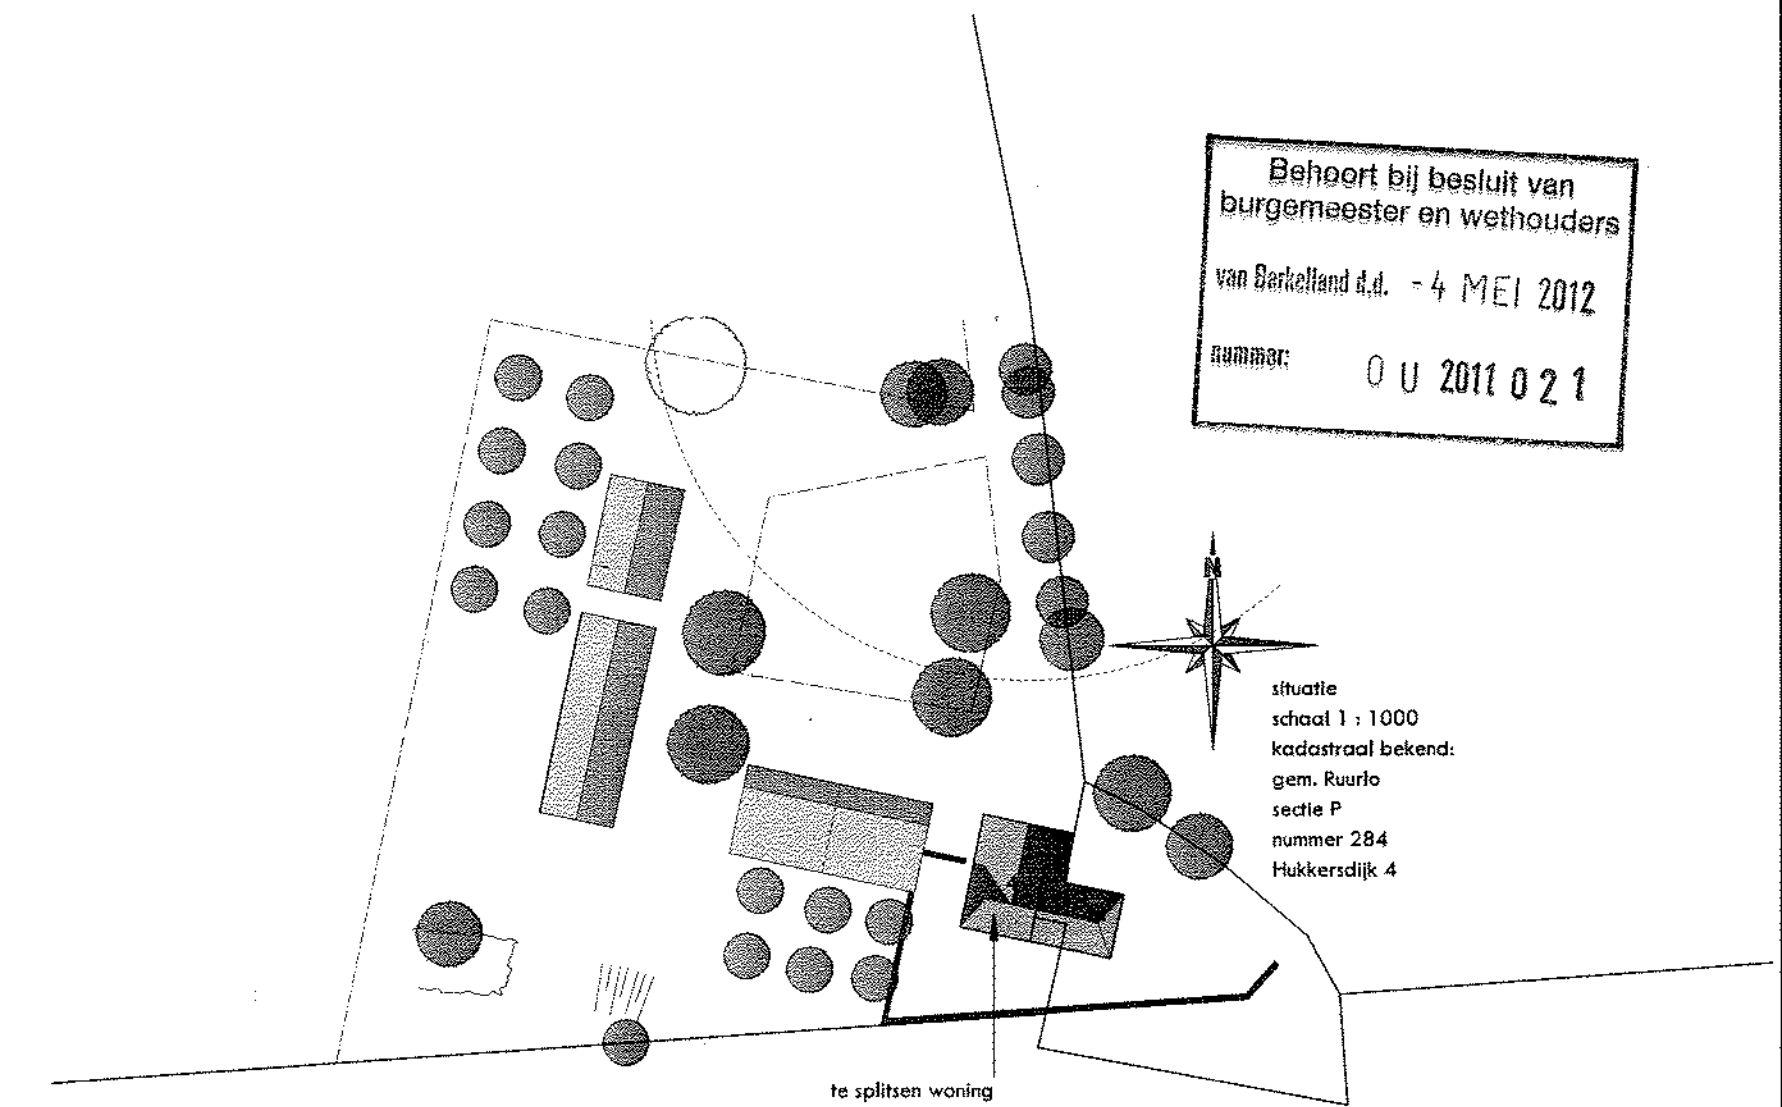 Behoort bij besluit van
burgemeester en wethouders
van Berkelland d.d. - 4 MEI 2012
nummer: 0 U 2011 0 2 1
N
situatie
schaal 1 : 1000
kadastraal bekend:
gem. Ruurlo
sectie P
nummer 284
Hukkersdijk 4
te splitsen woning